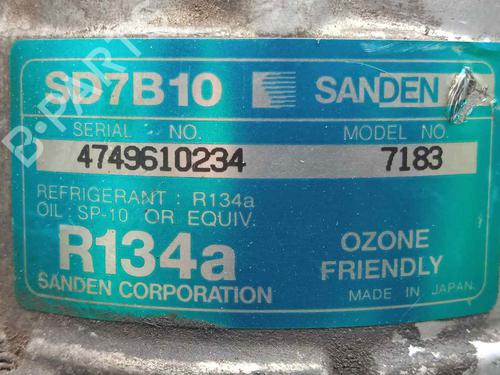 SD7B10 SANDEN
SERIAL NO. MODEL NO.
4749610234 7183
REFRIGERANT : R134a
OIL : SP-10 OR EQUIV.
R134a
OZONE
FRIENDLY
SANDEN CORPORATION
MADE IN JAPAN.
B-PARTS